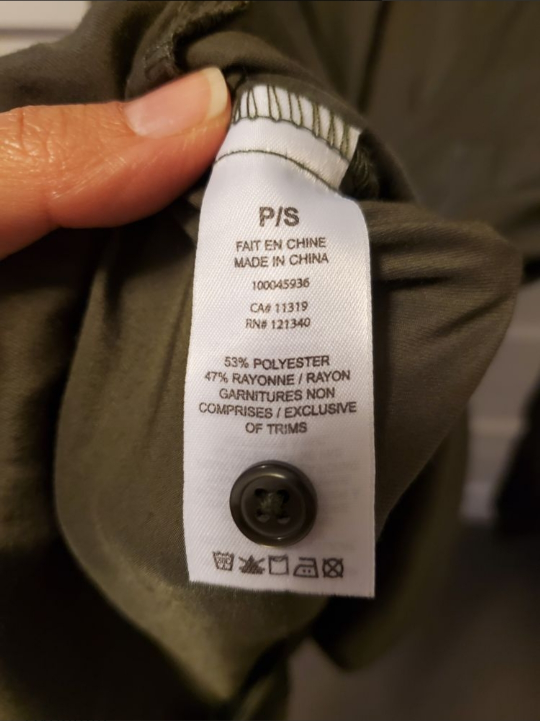 P/S
FAIT EN CHINE
MADE IN CHINA
100045936
CA# 11319
RN# 121340
53% POLYESTER
47% RAYONNE / RAYON
GARNITURES NON
COMPRISES / EXCLUSIVE
OF TRIMS